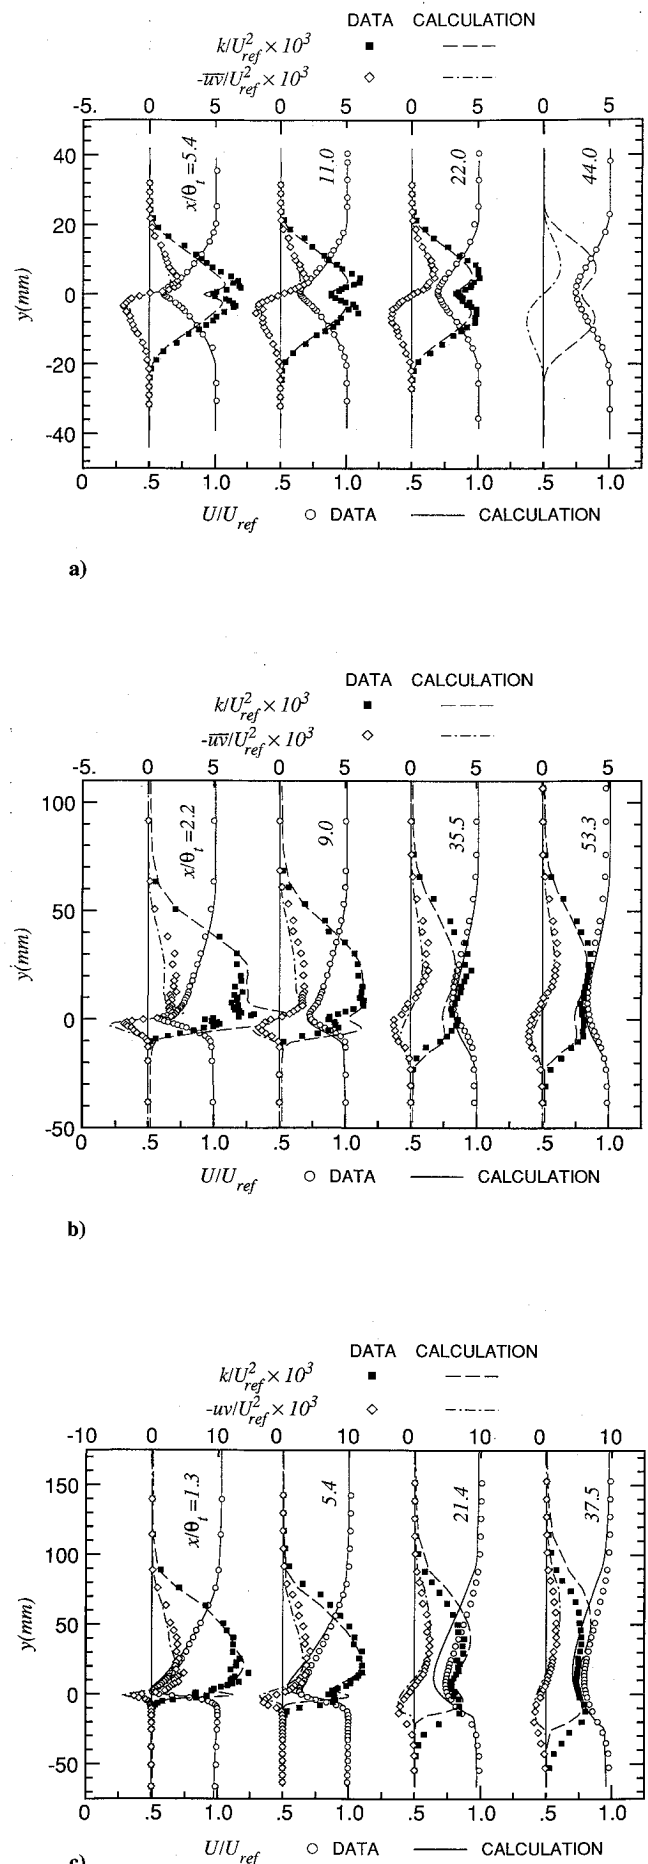 DATA CALCULATION
k/U²ref × 10³
-uv/U²ref × 10³
-5. 0 5 0 5 0 5 0 5
x/θt = 5.4 11.0 22.0 44.0
40
20
0
-20
-40
y(mm)
0 .5 1.0 .5 1.0 .5 1.0 .5 1.0
U/Uref DATA CALCULATION
a)
DATA CALCULATION
k/U²ref × 10³
-uv/U²ref × 10³
-5. 0 5 0 5 0 5 0 5
x/θt = 2.2 9.0 35.5 53.3
100
50
0
-50
y(mm)
0 .5 1.0 .5 1.0 .5 1.0 .5 1.0
U/Uref DATA CALCULATION
b)
DATA CALCULATION
k/U²ref × 10³
-uv/U²ref × 10³
-10 0 10 0 10 0 10 0 10
x/θt = 1.3 5.4 21.4 37.5
150
100
50
0
-50
y(mm)
0 .5 1.0 .5 1.0 .5 1.0 .5 1.0
U/Uref DATA CALCULATION
c)